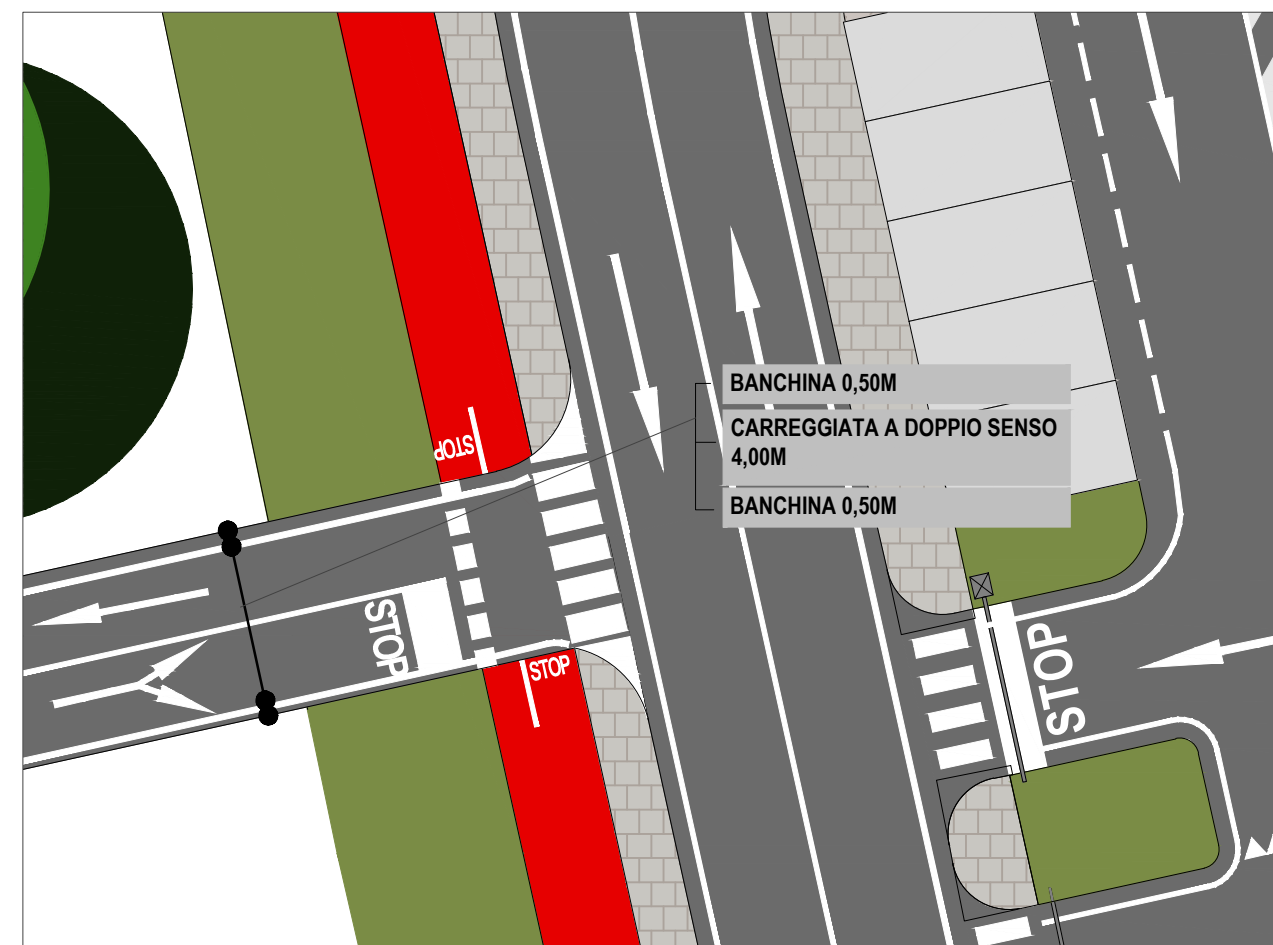 STOP
BANCHINA 0,50M
CARREGGIATA A DOPPIO SENSO
4,00M
BANCHINA 0,50M
STOP
STOP
STOP